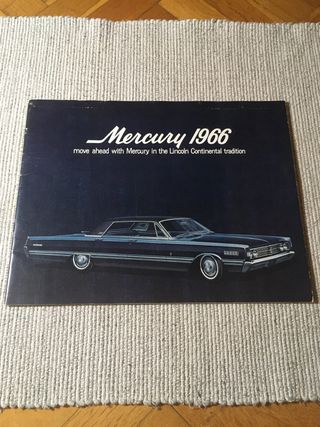 Mercury 1966
move ahead with Mercury in the Lincoln Continental tradition